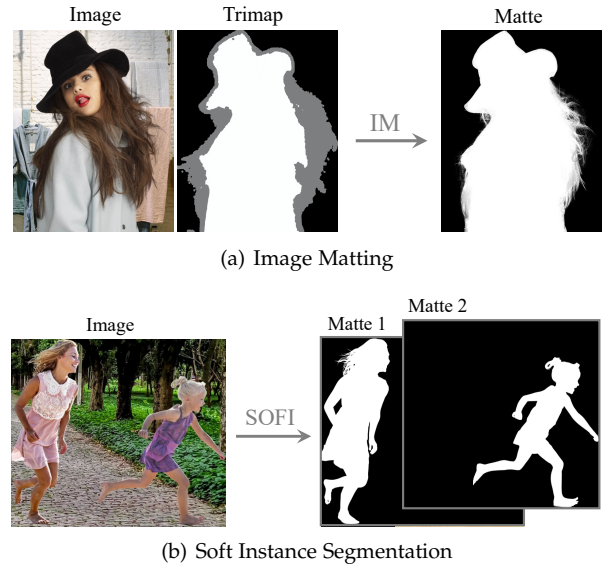 Image
Trimap
Matte
IM
(a) Image Matting
Image
Matte 1
Matte 2
SOFI
(b) Soft Instance Segmentation